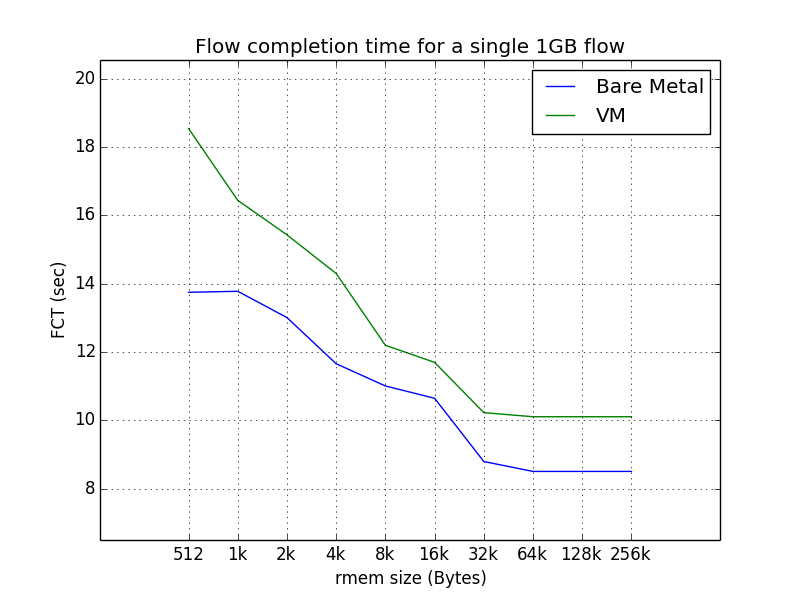 Flow completion time for a single 1GB flow
Bare Metal
VM
20
18
16
14
12
10
8
FCT (sec)
512 1k 2k 4k 8k 16k 32k 64k 128k 256k
rmem size (Bytes)